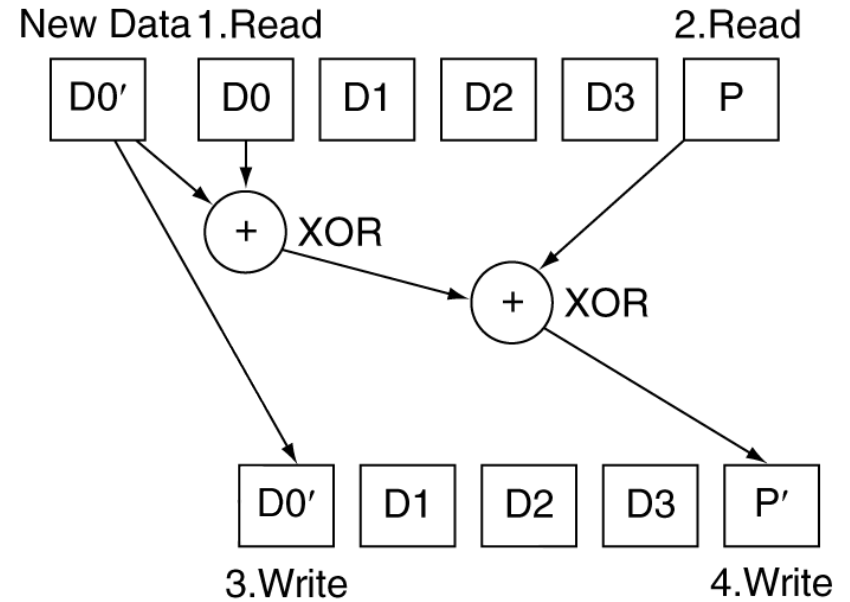 New Data 1.Read 2.Read
D0′ D0 D1 D2 D3 P
+ XOR
+ XOR
D0′ D1 D2 D3 P′
3.Write 4.Write